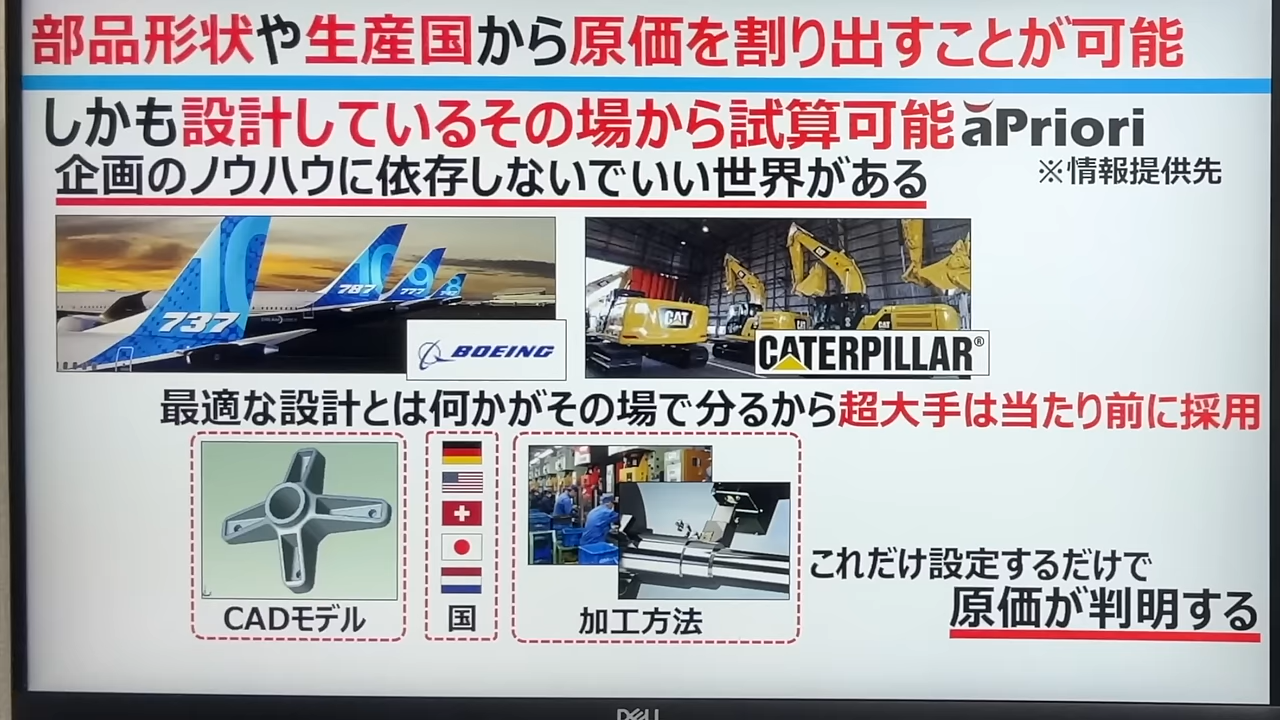 部品形状や生産国から原価を割り出すことが可能
しかも設計しているその場から試算可能 aPriori
企画のノウハウに依存しないでいい世界がある
※情報提供先
737
787
777
BOEING
CAT
CAT
CATERPILLAR®
最適な設計とは何かがその場で分るから超大手は当たり前に採用
CADモデル
国
加工方法
これだけ設定するだけで
原価が判明する
DELL